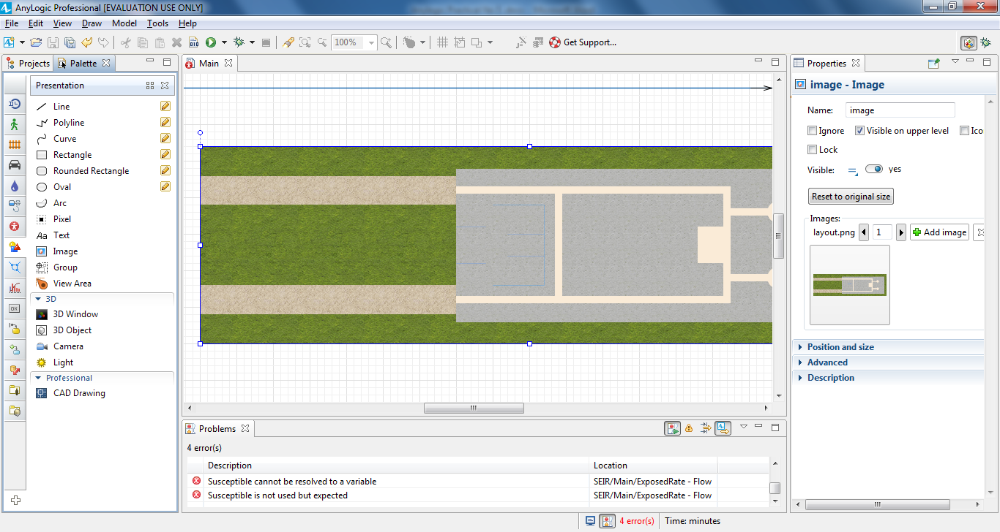 AnyLogic Professional [EVALUATION USE ONLY]
File Edit View Draw Model Tools Help
100% Get Support...
Projects Palette
Presentation
Line
Polyline
Curve
Rectangle
Rounded Rectangle
Oval
Arc
Pixel
Aa Text
Image
Group
View Area
3D
3D Window
3D Object
Camera
Light
Professional
CAD Drawing
OK
Main
Problems
4 error(s)
Description Location
Susceptible cannot be resolved to a variable SEIR/Main/ExposedRate - Flow
Susceptible is not used but expected SEIR/Main/ExposedRate - Flow
Properties
image - Image
Name: image
Ignore Visible on upper level Ico
Lock
Visible: yes
Reset to original size
Images:
layout.png 1 Add image
Position and size
Advanced
Description
4 error(s) Time: minutes